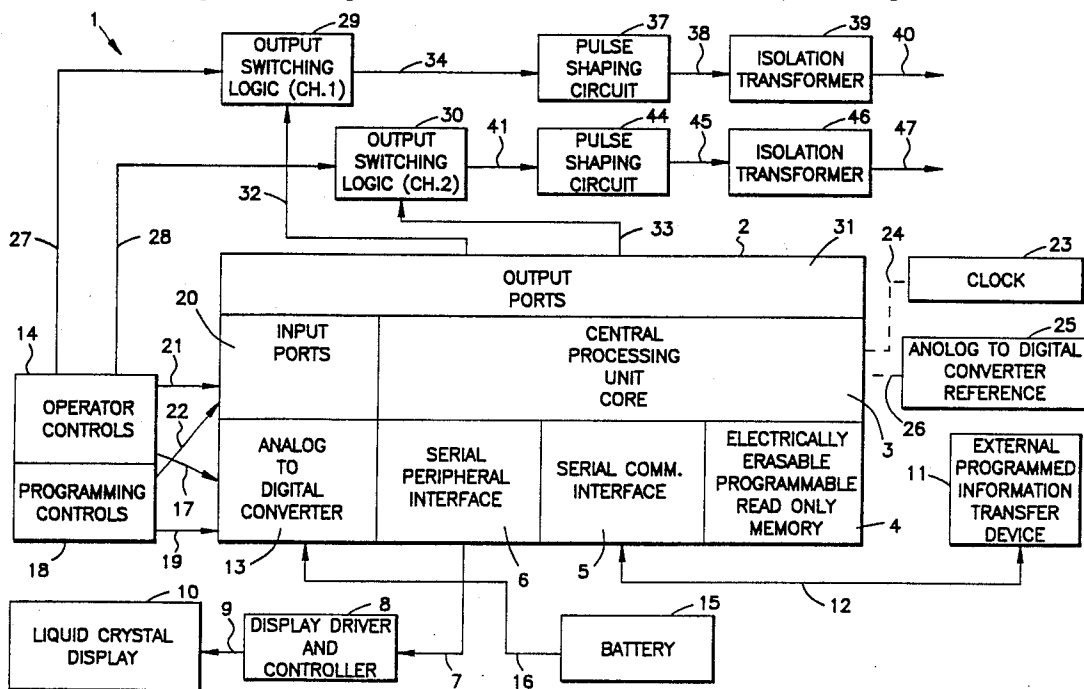 1
29
OUTPUT
SWITCHING
LOGIC (CH.1)
34
37
PULSE
SHAPING
CIRCUIT
38
39
ISOLATION
TRANSFORMER
40
30
OUTPUT
SWITCHING
LOGIC (CH.2)
41
44
PULSE
SHAPING
CIRCUIT
45
46
ISOLATION
TRANSFORMER
47
27
28
32
33
2
31
OUTPUT
PORTS
24
23
CLOCK
20
INPUT
PORTS
CENTRAL
PROCESSING
UNIT
CORE
3
25
ANOLOG TO DIGITAL
CONVERTER
REFERENCE
26
14
OPERATOR
CONTROLS
21
22
17
PROGRAMMING
CONTROLS
18
19
ANALOG
TO
DIGITAL
CONVERTER
13
SERIAL
PERIPHERAL
INTERFACE
6
SERIAL COMM.
INTERFACE
5
ELECTRICALLY
ERASABLE
PROGRAMMABLE
READ ONLY
MEMORY
4
11
EXTERNAL
PROGRAMMED
INFORMATION
TRANSFER
DEVICE
12
10
LIQUID CRYSTAL
DISPLAY
9
8
DISPLAY DRIVER
AND
CONTROLLER
7
16
15
BATTERY